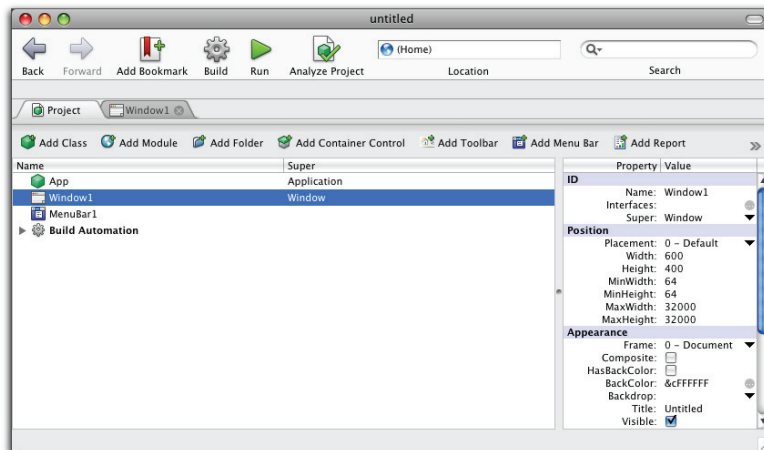 untitled
Back Forward Add Bookmark Build Run Analyze Project (Home) Location Search
Project Window1
Add Class Add Module Add Folder Add Container Control Add Toolbar Add Menu Bar Add Report
Name Super Property Value
App Application
Window1 Window
MenuBar1
Build Automation
ID
Name: Window1
Interfaces:
Super: Window
Position
Placement: 0 – Default
Width: 600
Height: 400
MinWidth: 64
MinHeight: 64
MaxWidth: 32000
MaxHeight: 32000
Appearance
Frame: 0 – Document
Composite:
HasBackColor:
BackColor: &cFFFFFF
Backdrop:
Title: Untitled
Visible: